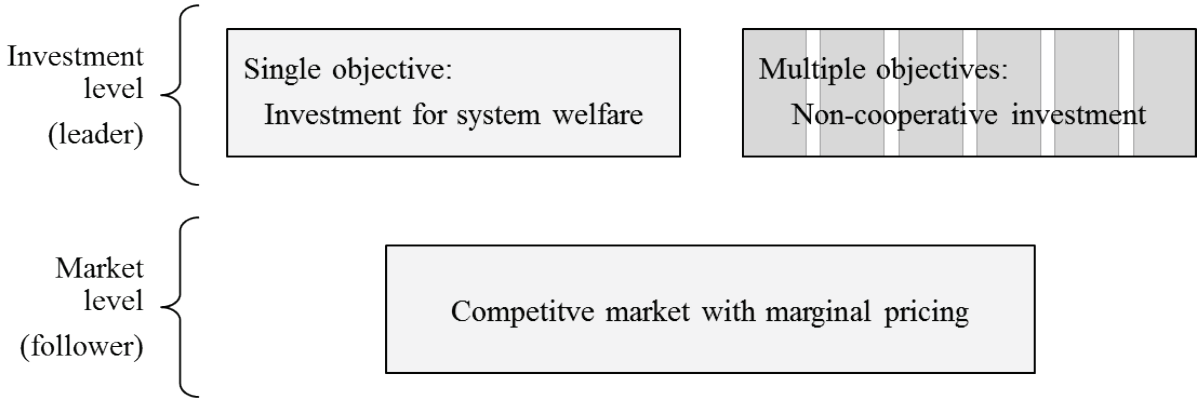 Investment
level
(leader)
Single objective:
Investment for system welfare
Multiple objectives:
Non-cooperative investment
Market
level
(follower)
Competitve market with marginal pricing